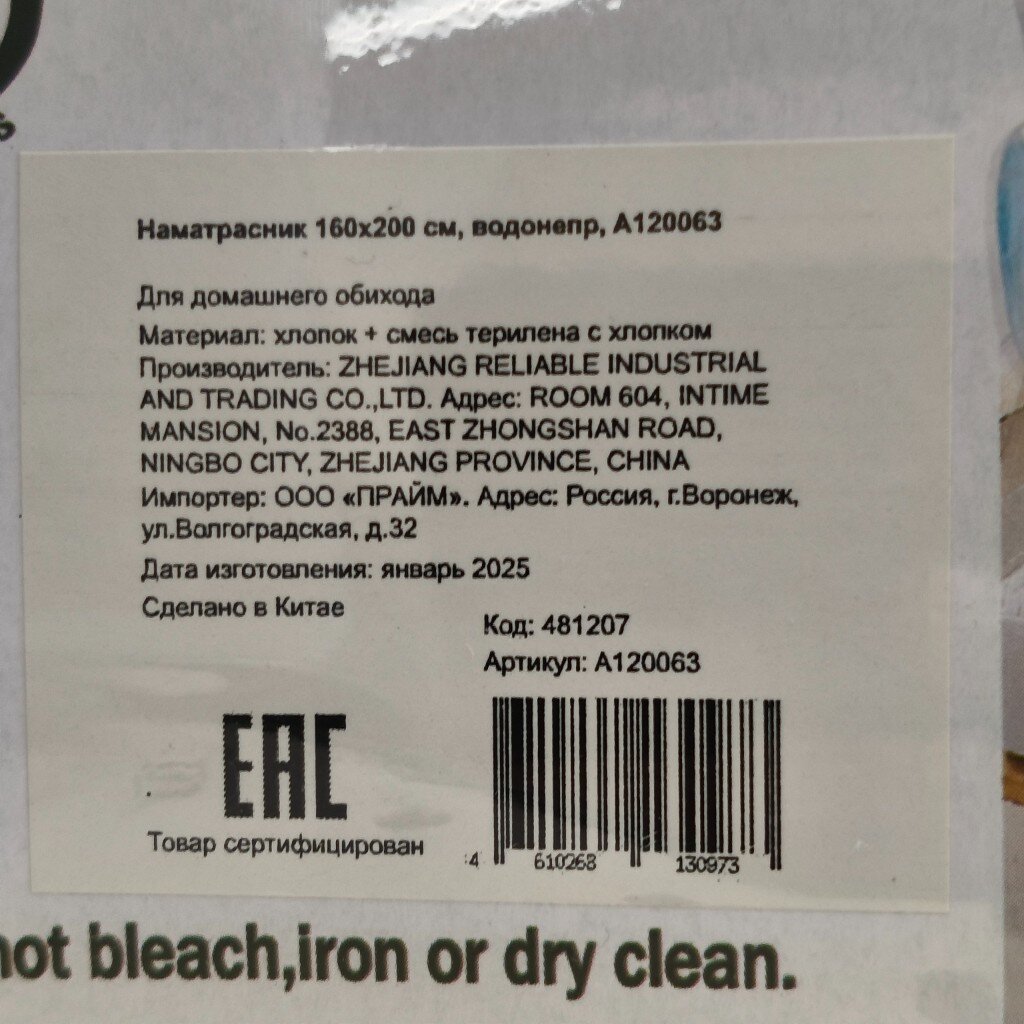 Наматрасник 160х200 см, водонепр, А120063
Для домашнего обихода
Материал: хлопок + смесь терилена с хлопком
Производитель: ZHEJIANG RELIABLE INDUSTRIAL
AND TRADING CO.,LTD. Адрес: ROOM 604, INTIME
MANSION, No.2388, EAST ZHONGSHAN ROAD,
NINGBO CITY, ZHEJIANG PROVINCE, CHINA
Импортер: ООО «ПРАЙМ». Адрес: Россия, г.Воронеж,
ул.Волгоградская, д.32
Дата изготовления: январь 2025
Сделано в Китае
Код: 481207
Артикул: А120063
EAC
Товар сертифицирован
4 610268 130973
not bleach,iron or dry clean.